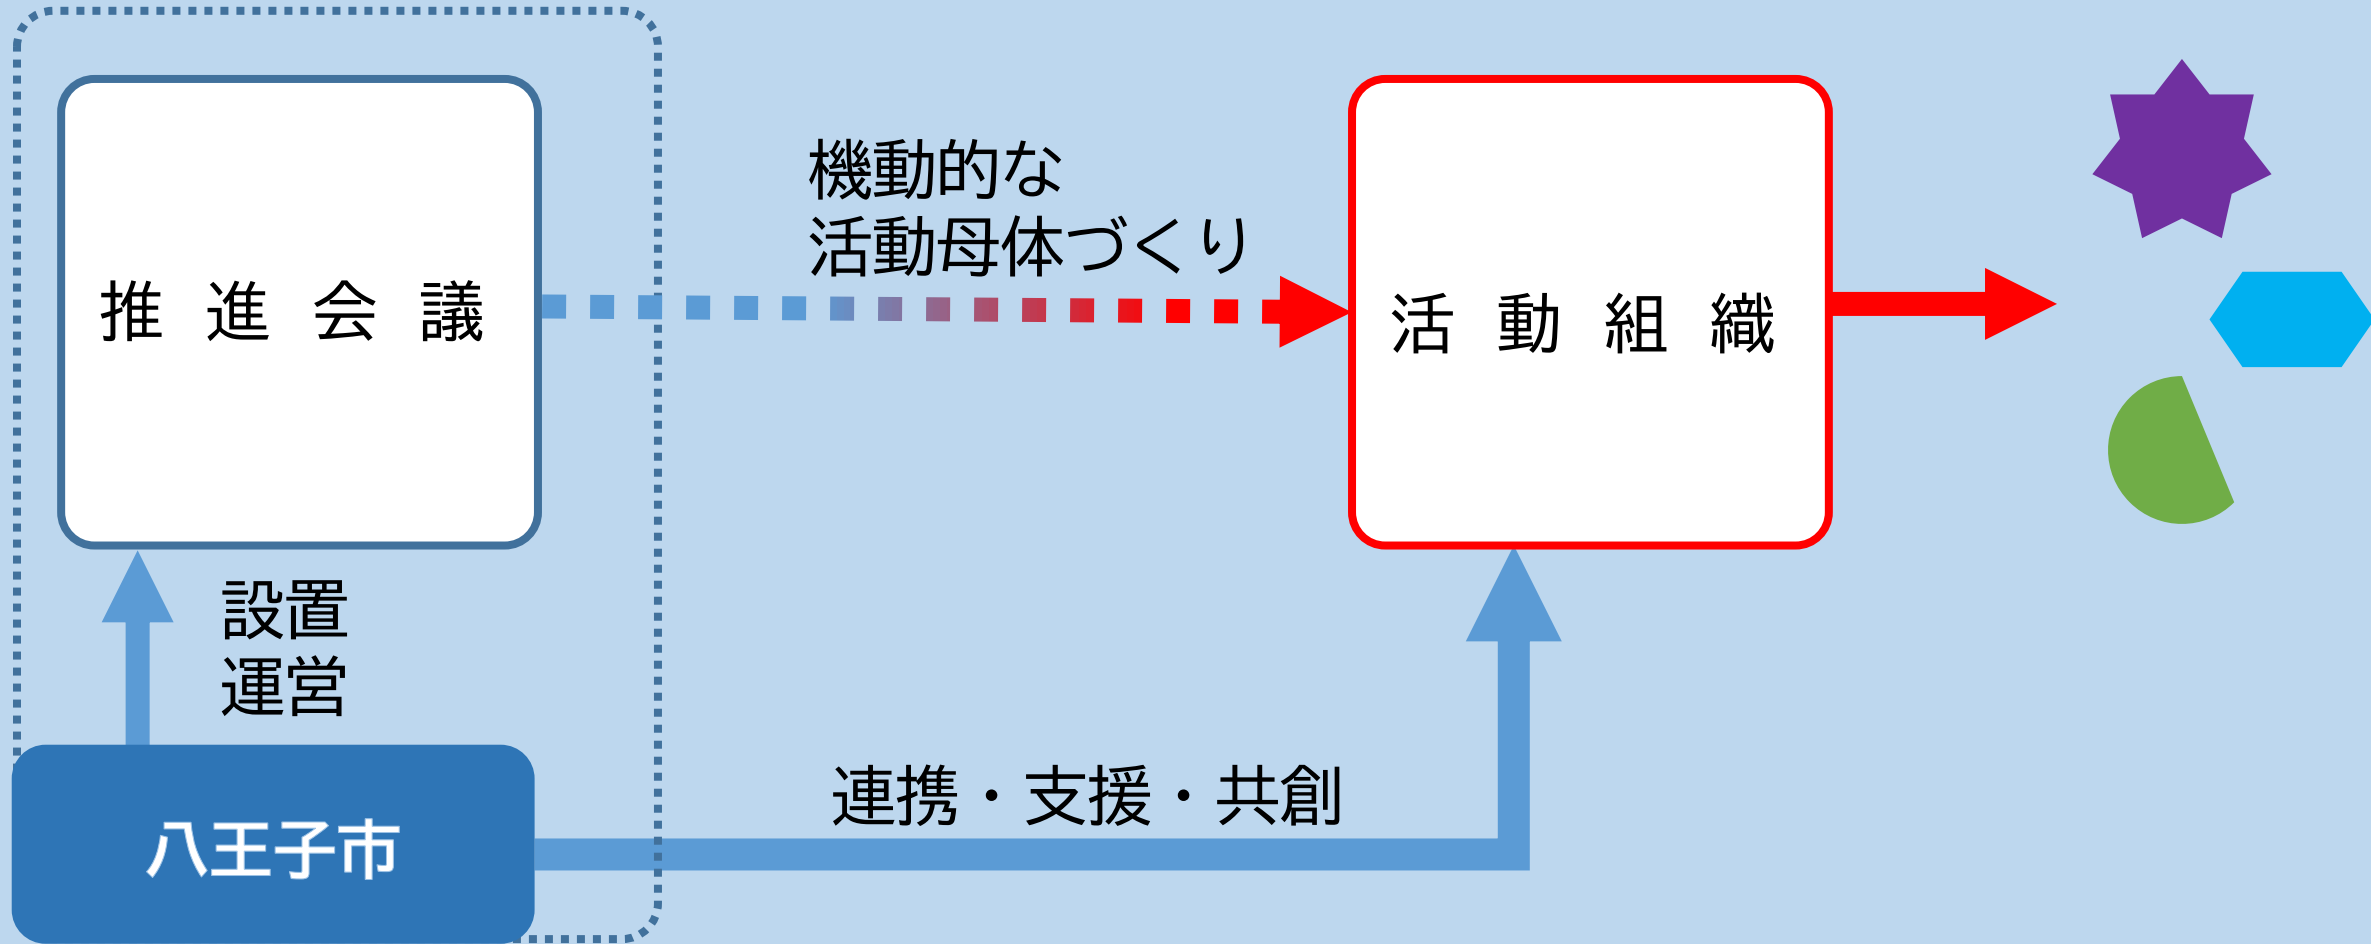 機動的な
活動母体づくり
推進会議
活動組織
設置
運営
連携・支援・共創
八王子市